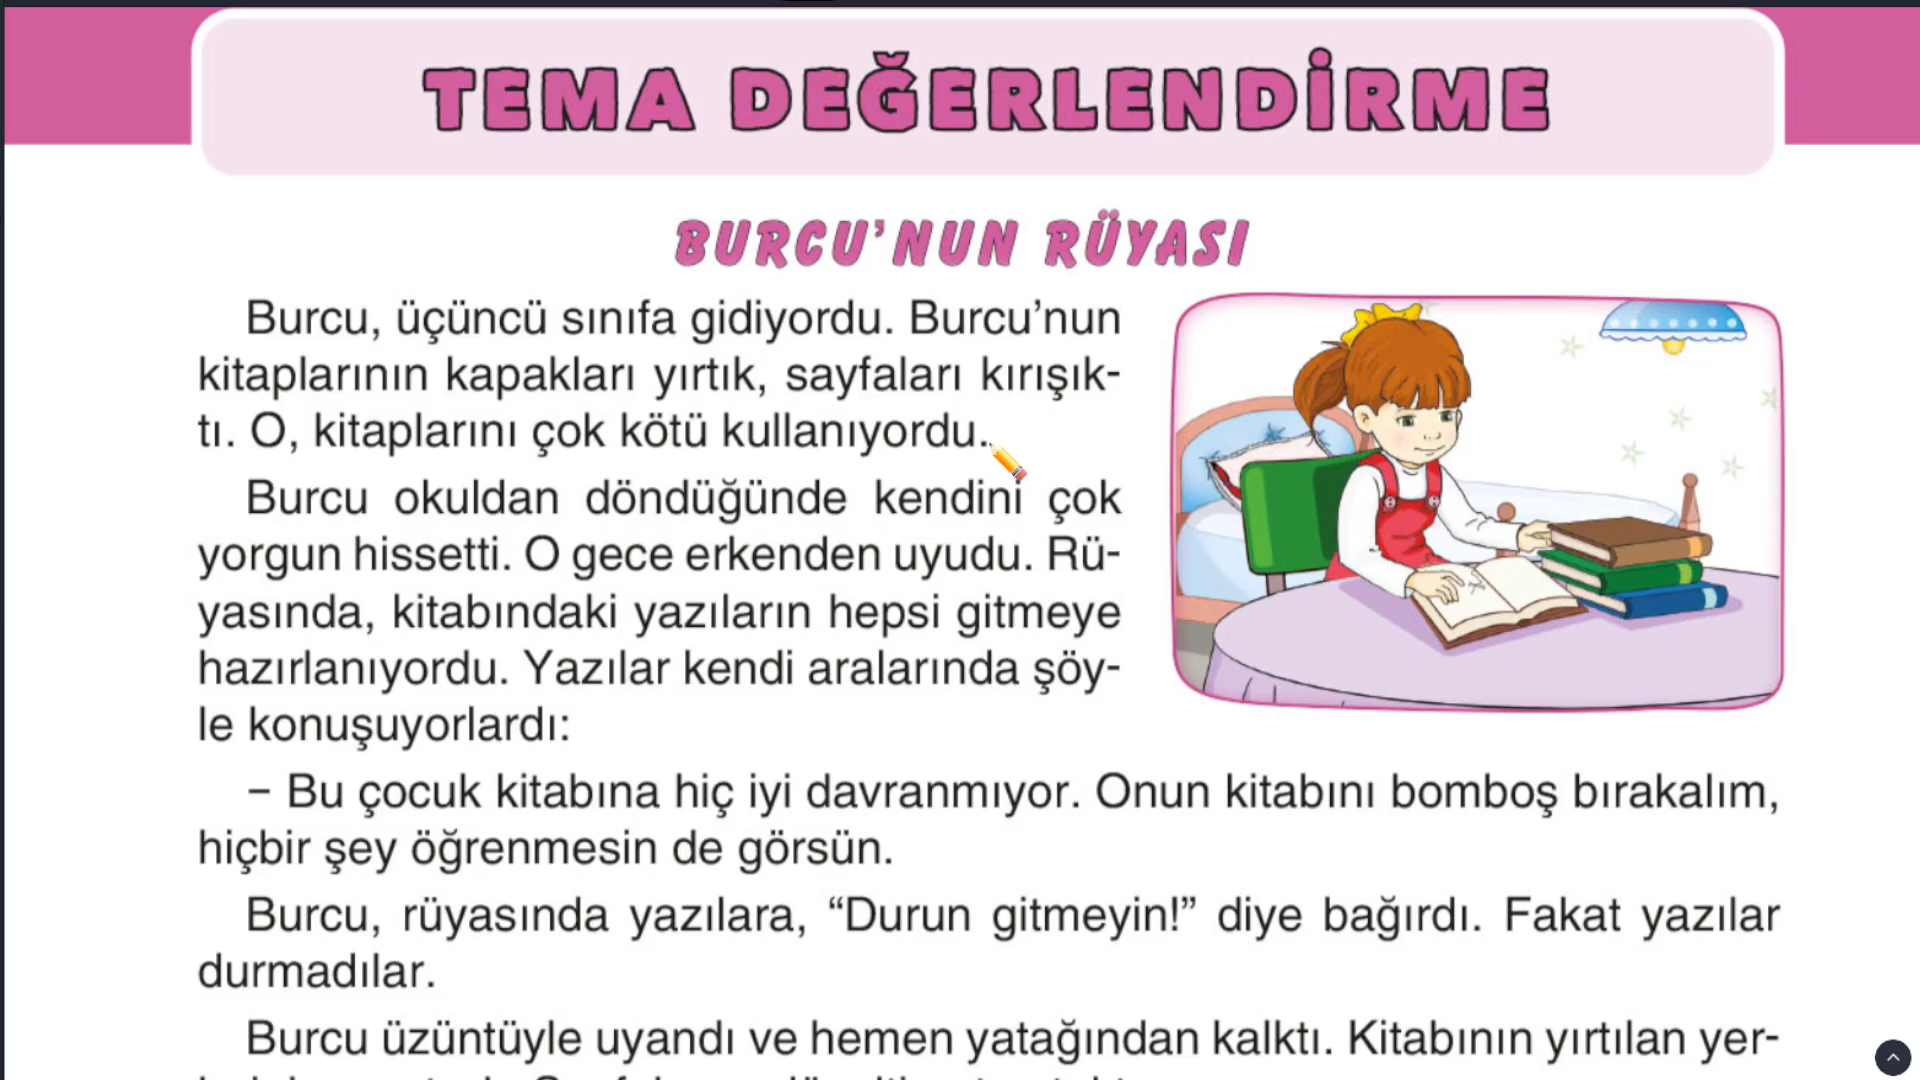 TEMA DEĞERLENDİRME
BURCU'NUN RÜYASI
Burcu, üçüncü sınıfa gidiyordu. Burcu’nun
kitaplarının kapakları yırtık, sayfaları kırışık-
tı. O, kitaplarını çok kötü kullanıyordu.
Burcu okuldan döndüğünde kendini çok
yorgun hissetti. O gece erkenden uyudu. Rü-
yasında, kitabındaki yazıların hepsi gitmeye
hazırlanıyordu. Yazılar kendi aralarında şöy-
le konuşuyorlardı:
– Bu çocuk kitabına hiç iyi davranmıyor. Onun kitabını bomboş bırakalım,
hiçbir şey öğrenmesin de görsün.
Burcu, rüyasında yazılara, “Durun gitmeyin!” diye bağırdı. Fakat yazılar
durmadılar.
Burcu üzüntüyle uyandı ve hemen yatağından kalktı. Kitabının yırtılan yer-